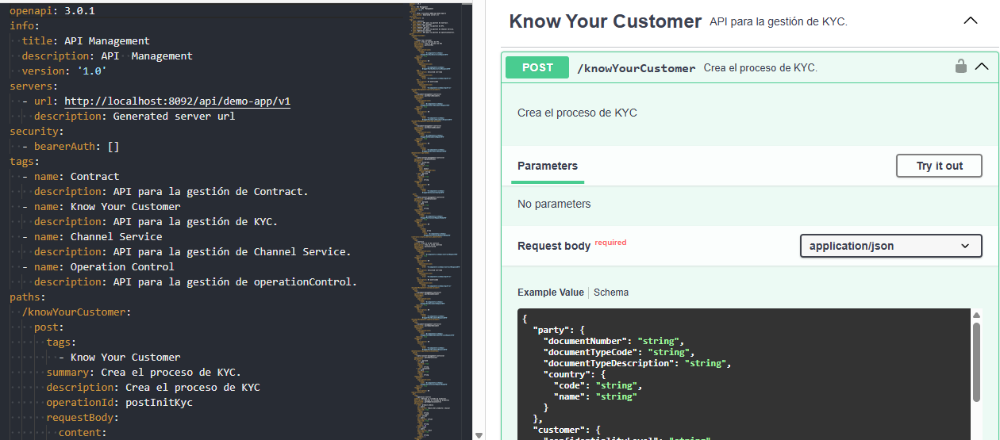 openapi: 3.0.1
info:
title: API Management
description: API  Management
version: '1.0'
servers:
- url: http://localhost:8092/api/demo-app/v1
description: Generated server url
security:
- bearerAuth: []
tags:
- name: Contract
description: API para la gestión de Contract.
- name: Know Your Customer
description: API para la gestión de KYC.
- name: Channel Service
description: API para la gestión de Channel Service.
- name: Operation Control
description: API para la gestión de operationControl.
paths:
/knowYourCustomer:
post:
tags:
- Know Your Customer
summary: Crea el proceso de KYC.
description: Crea el proceso de KYC
operationId: postInitKyc
requestBody:
content:
Know Your Customer API para la gestión de KYC.
POST /knowYourCustomer Crea el proceso de KYC.
Crea el proceso de KYC
Parameters
Try it out
No parameters
Request body required
application/json
Example Value Schema
{
"party": {
"documentNumber": "string",
"documentTypeCode": "string",
"documentTypeDescription": "string",
"country": {
"code": "string",
"name": "string"
}
},
"customer": {
"confidentialityLevel": "string"